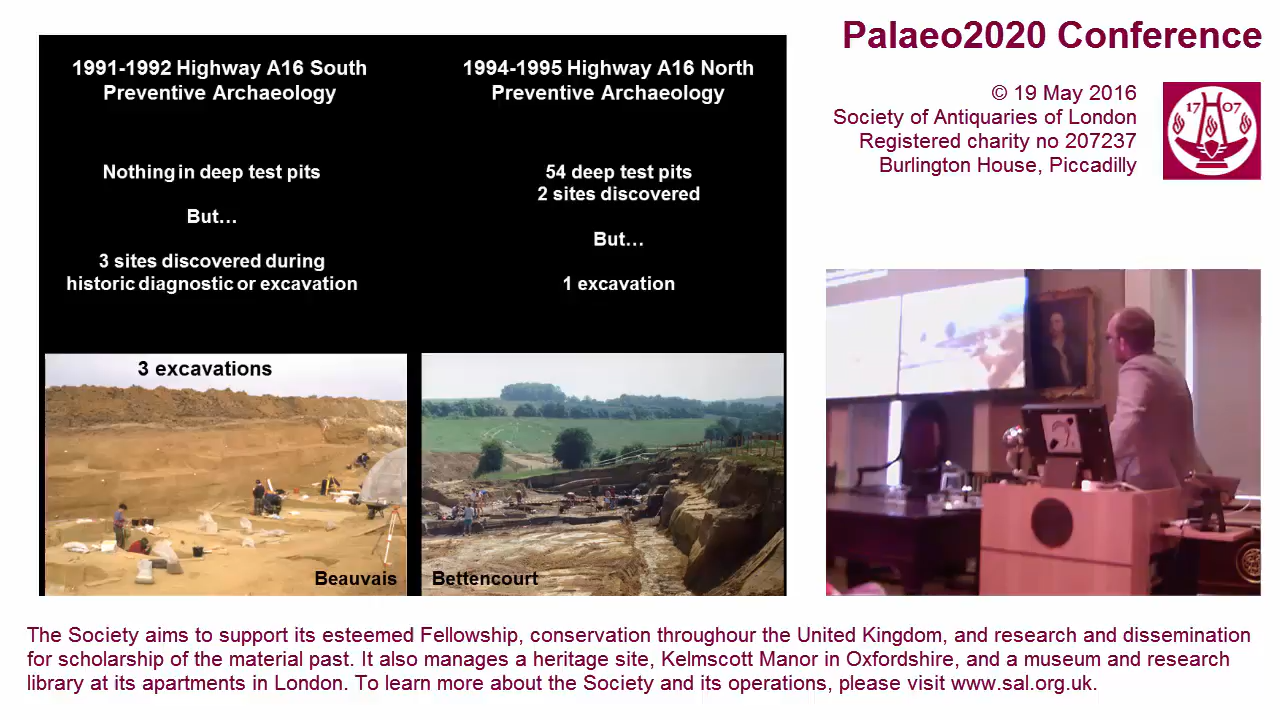 Palaeo2020 Conference
© 19 May 2016
Society of Antiquaries of London
Registered charity no 207237
Burlington House, Piccadilly
17 07
1991-1992 Highway A16 South
Preventive Archaeology
Nothing in deep test pits
But…
3 sites discovered during
historic diagnostic or excavation
3 excavations
Beauvais
1994-1995 Highway A16 North
Preventive Archaeology
54 deep test pits
2 sites discovered
But…
1 excavation
Bettencourt
The Society aims to support its esteemed Fellowship, conservation throughour the United Kingdom, and research and dissemination
for scholarship of the material past. It also manages a heritage site, Kelmscott Manor in Oxfordshire, and a museum and research
library at its apartments in London. To learn more about the Society and its operations, please visit www.sal.org.uk.